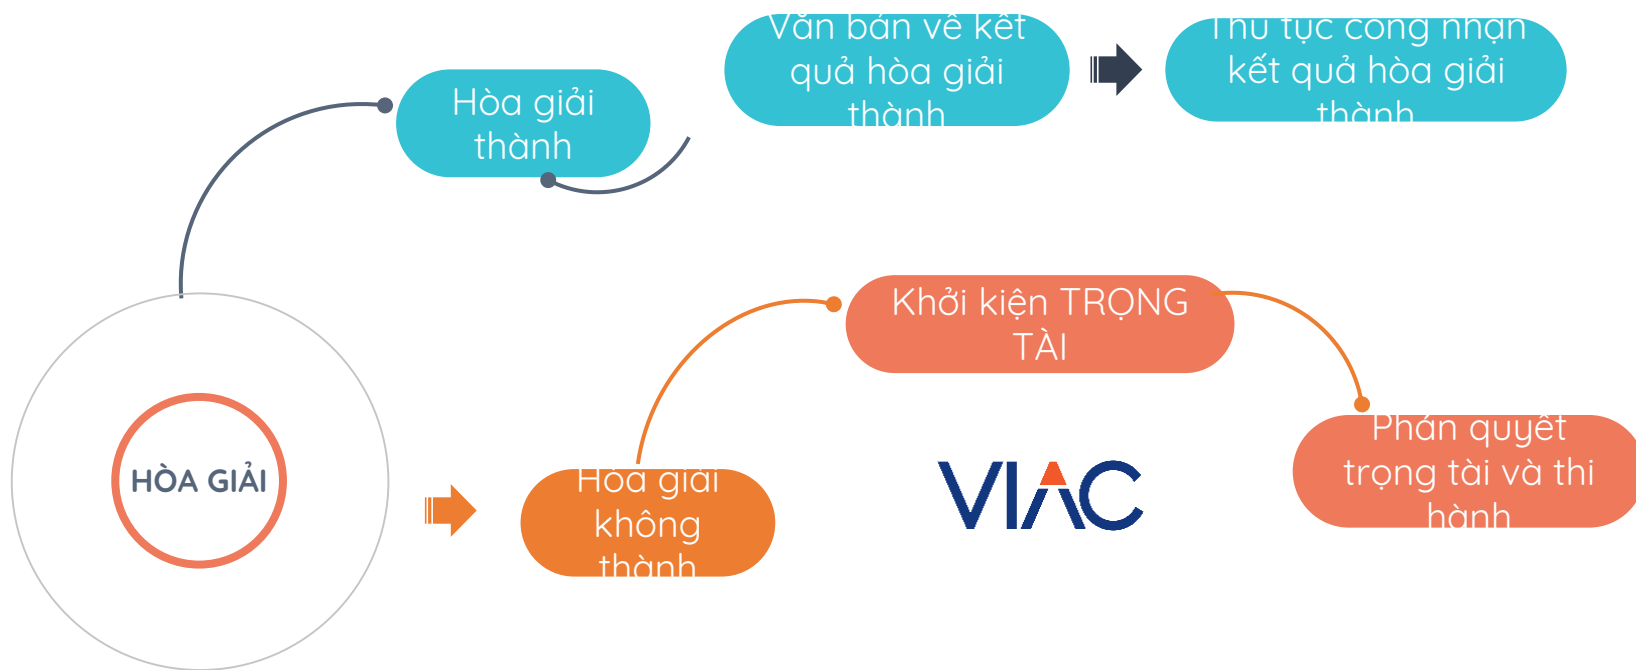 Hòa giải
thành
Văn bản về kết
quả hòa giải
thành
Thủ tục công nhận
kết quả hòa giải
thành
HÒA GIẢI
Hòa giải
không
thành
Khởi kiện TRỌNG
TÀI
VIAC
Phán quyết
trọng tài và thi
hành